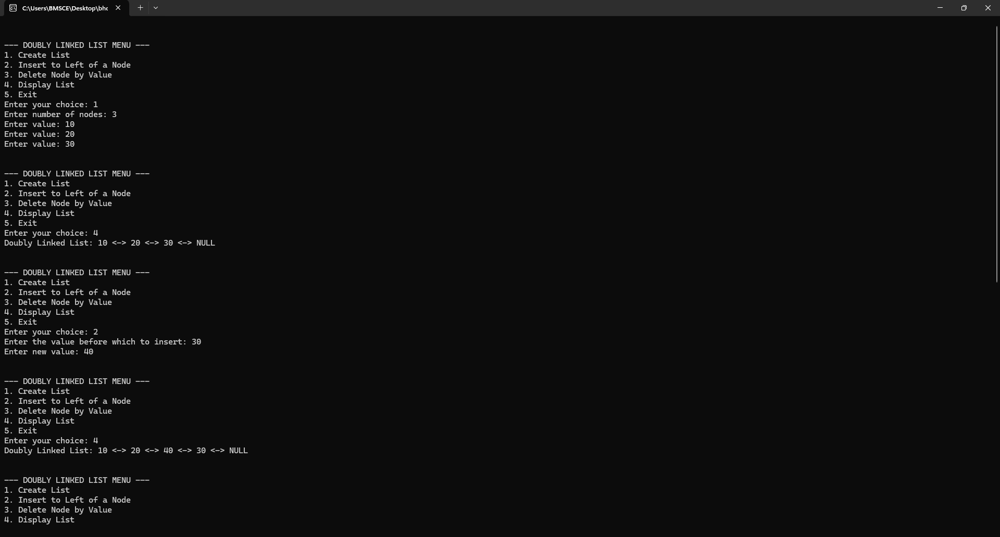 C:\Users\BMSCE\Desktop\bhc
--- DOUBLY LINKED LIST MENU ---
1. Create List
2. Insert to Left of a Node
3. Delete Node by Value
4. Display List
5. Exit
Enter your choice: 1
Enter number of nodes: 3
Enter value: 10
Enter value: 20
Enter value: 30
--- DOUBLY LINKED LIST MENU ---
1. Create List
2. Insert to Left of a Node
3. Delete Node by Value
4. Display List
5. Exit
Enter your choice: 4
Doubly Linked List: 10 <-> 20 <-> 30 <-> NULL
--- DOUBLY LINKED LIST MENU ---
1. Create List
2. Insert to Left of a Node
3. Delete Node by Value
4. Display List
5. Exit
Enter your choice: 2
Enter the value before which to insert: 30
Enter new value: 40
--- DOUBLY LINKED LIST MENU ---
1. Create List
2. Insert to Left of a Node
3. Delete Node by Value
4. Display List
5. Exit
Enter your choice: 4
Doubly Linked List: 10 <-> 20 <-> 40 <-> 30 <-> NULL
--- DOUBLY LINKED LIST MENU ---
1. Create List
2. Insert to Left of a Node
3. Delete Node by Value
4. Display List